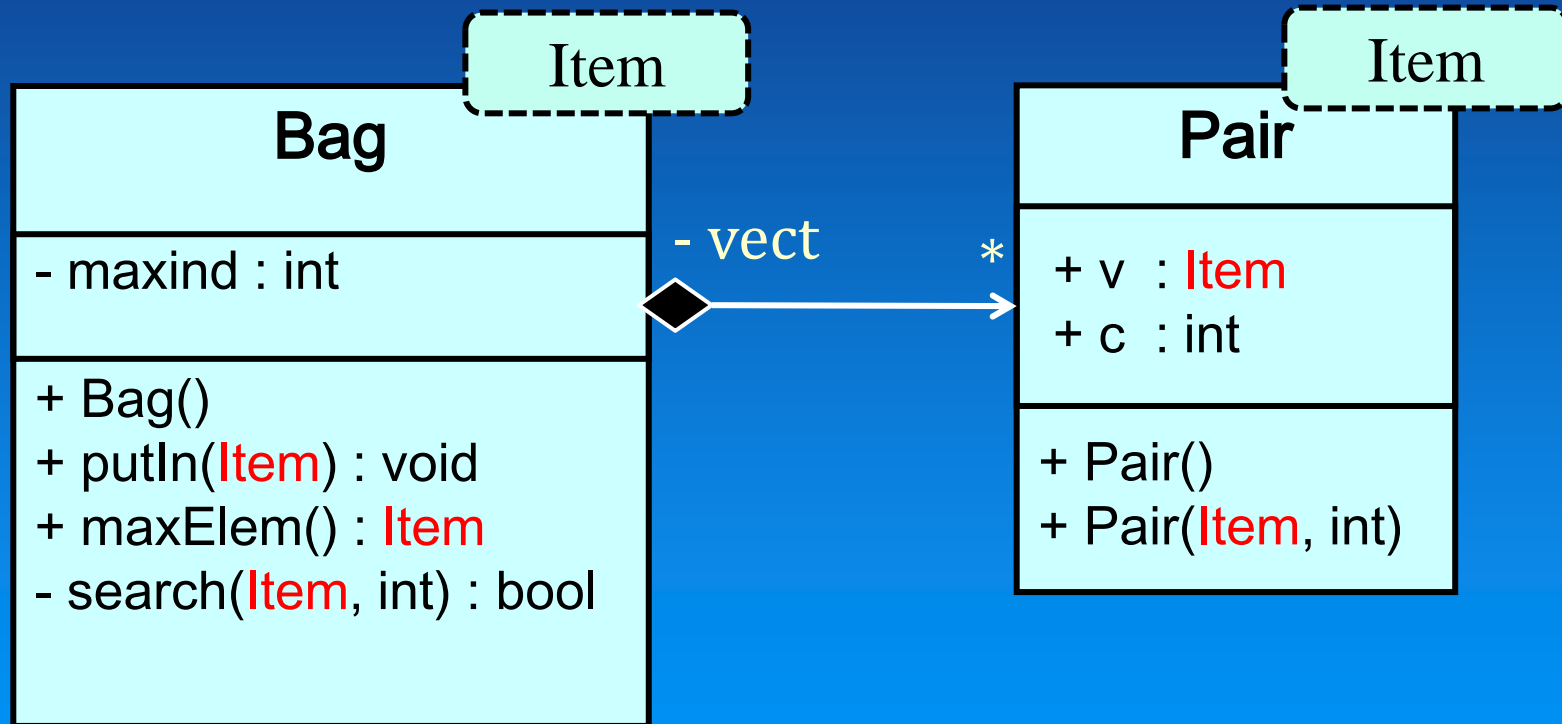 Item
Bag
- maxind : int
+ Bag()
+ putIn(Item) : void
+ maxElem() : Item
- search(Item, int) : bool
- vect *
Item
Pair
+ v : Item
+ c : int
+ Pair()
+ Pair(Item, int)